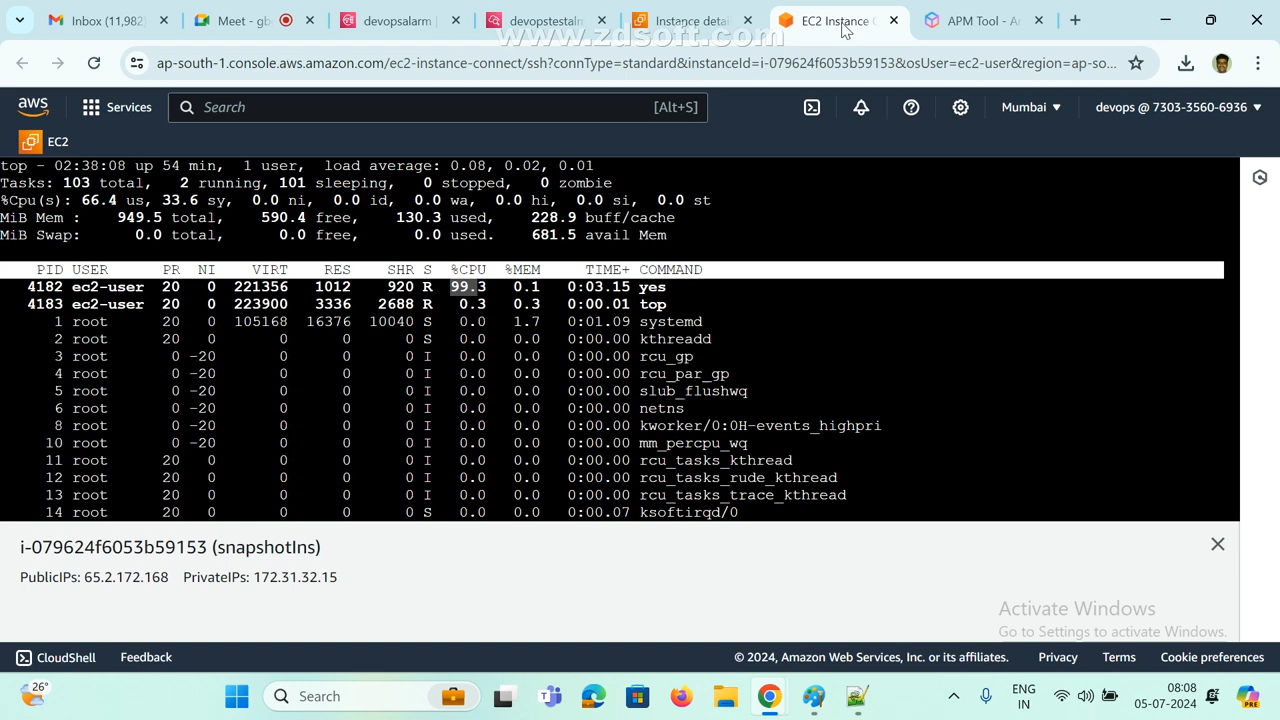 Inbox (11,982)
Meet - gb
devopsalarm |
devopstestal
Instance detai
EC2 Instance C
APM Tool - A
www.zdsoft.com
ap-south-1.console.aws.amazon.com/ec2-instance-connect/ssh?connType=standard&instanceId=i-079624f6053b59153&osUser=ec2-user&region=ap-so...
aws Services Search [Alt+S] Mumbai devops @ 7303-3560-6936
EC2
top - 02:38:08 up 54 min, 1 user, load average: 0.08, 0.02, 0.01
Tasks: 103 total, 2 running, 101 sleeping, 0 stopped, 0 zombie
%Cpu(s): 66.4 us, 33.6 sy, 0.0 ni, 0.0 id, 0.0 wa, 0.0 hi, 0.0 si, 0.0 st
MiB Mem : 949.5 total, 590.4 free, 130.3 used, 228.9 buff/cache
MiB Swap: 0.0 total, 0.0 free, 0.0 used. 681.5 avail Mem
PID USER PR NI VIRT RES SHR S %CPU %MEM TIME+ COMMAND
4182 ec2-user 20 0 221356 1012 920 R 99.3 0.1 0:03.15 yes
4183 ec2-user 20 0 223900 3336 2688 R 0.3 0.3 0:00.01 top
1 root 20 0 105168 16376 10040 S 0.0 1.7 0:01.09 systemd
2 root 20 0 0 0 0 S 0.0 0.0 0:00.00 kthreadd
3 root 0 -20 0 0 0 I 0.0 0.0 0:00.00 rcu_gp
4 root 0 -20 0 0 0 I 0.0 0.0 0:00.00 rcu_par_gp
5 root 0 -20 0 0 0 I 0.0 0.0 0:00.00 slub_flushwq
6 root 0 -20 0 0 0 I 0.0 0.0 0:00.00 netns
8 root 0 -20 0 0 0 I 0.0 0.0 0:00.00 kworker/0:0H-events_highpri
10 root 0 -20 0 0 0 I 0.0 0.0 0:00.00 mm_percpu_wq
11 root 20 0 0 0 0 I 0.0 0.0 0:00.00 rcu_tasks_kthread
12 root 20 0 0 0 0 I 0.0 0.0 0:00.00 rcu_tasks_rude_kthread
13 root 20 0 0 0 0 I 0.0 0.0 0:00.00 rcu_tasks_trace_kthread
14 root 20 0 0 0 0 S 0.0 0.0 0:00.07 ksoftirqd/0
i-079624f6053b59153 (snapshotIns)
PublicIPs: 65.2.172.168 PrivateIPs: 172.31.32.15
Activate Windows
Go to Settings to activate Windows.
CloudShell Feedback © 2024, Amazon Web Services, Inc. or its affiliates. Privacy Terms Cookie preferences
26° Search ENG 08:08
IN 05-07-2024
PRE